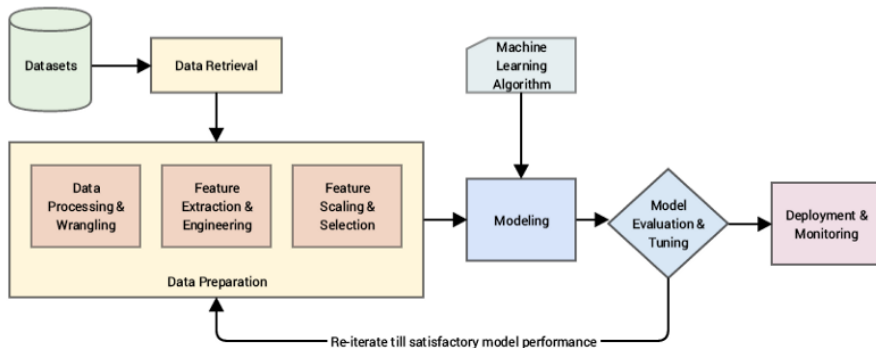 Datasets
Data Retrieval
Machine
Learning
Algorithm
Data
Processing &
Wrangling
Feature
Extraction &
Engineering
Feature
Scaling &
Selection
Data Preparation
Modeling
Model
Evaluation &
Tuning
Deployment &
Monitoring
Re-iterate till satisfactory model performance